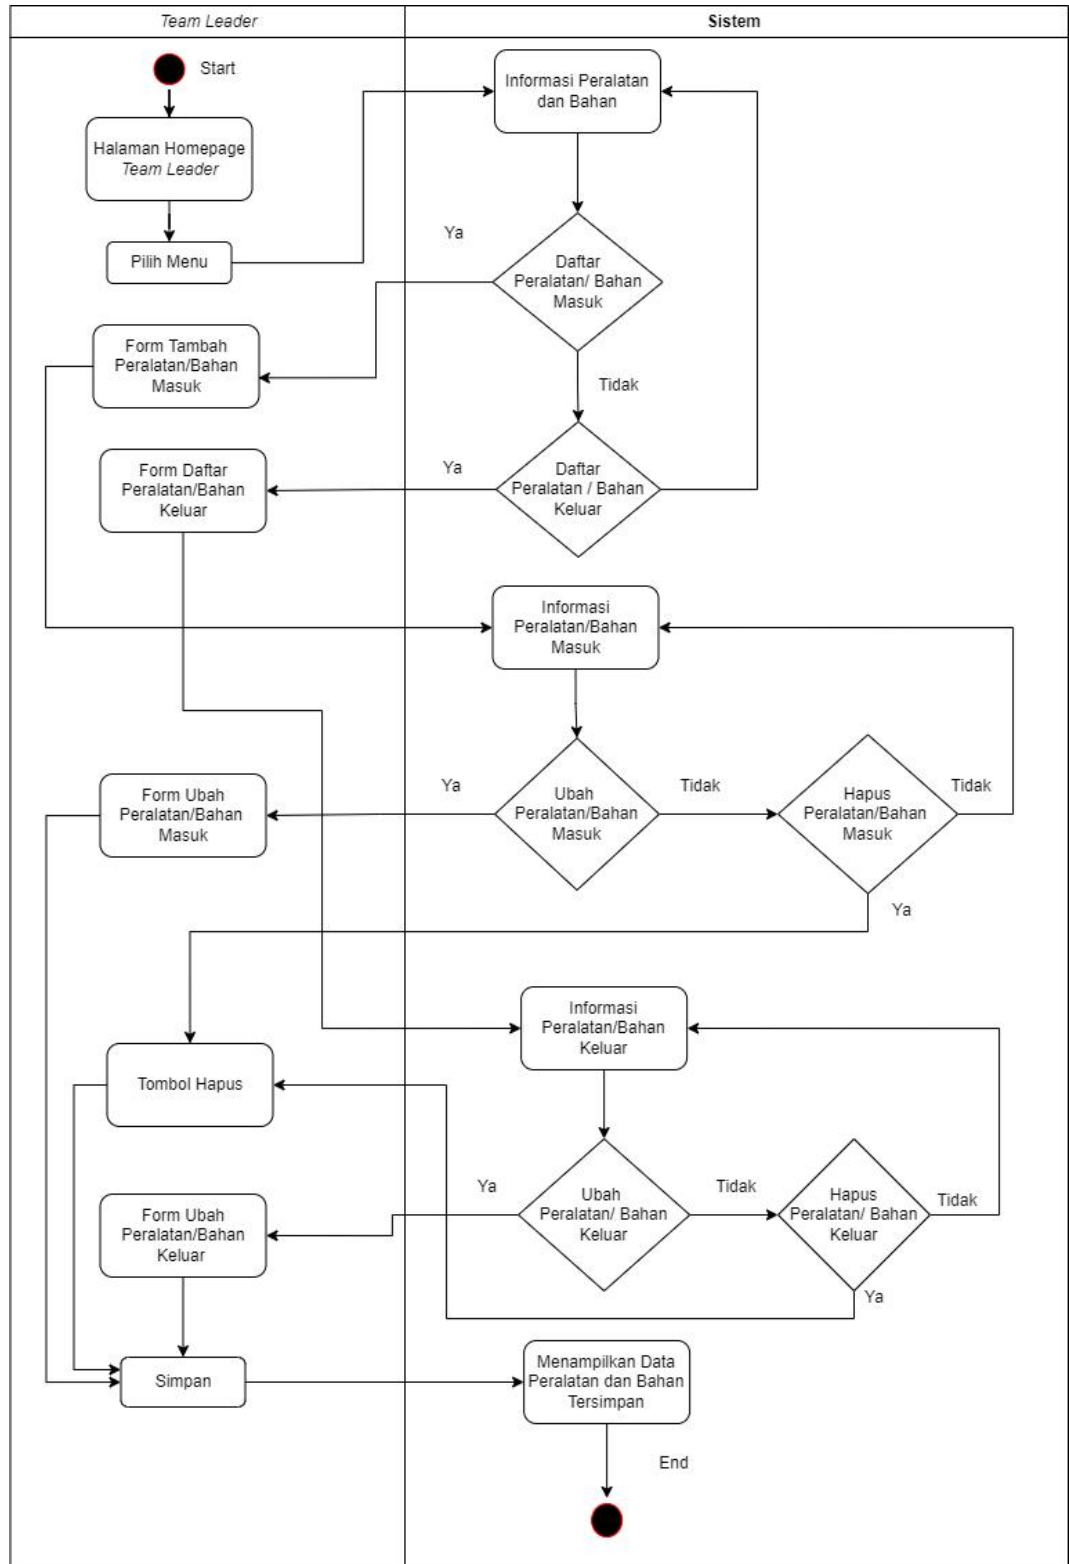 Team Leader
Sistem
Start
Informasi Peralatan
dan Bahan
Halaman Homepage
Team Leader
Ya
Pilih Menu
Daftar
Peralatan/ Bahan
Masuk
Form Tambah
Peralatan/Bahan
Masuk
Tidak
Form Daftar
Peralatan/Bahan
Keluar
Ya
Daftar
Peralatan / Bahan
Keluar
Informasi
Peralatan/Bahan
Masuk
Form Ubah
Peralatan/Bahan
Masuk
Ya
Ubah
Peralatan/Bahan
Masuk
Tidak
Hapus
Peralatan/Bahan
Masuk
Tidak
Ya
Informasi
Peralatan/Bahan
Keluar
Tombol Hapus
Form Ubah
Peralatan/Bahan
Keluar
Ya
Ubah
Peralatan/ Bahan
Keluar
Tidak
Hapus
Peralatan/ Bahan
Keluar
Tidak
Ya
Simpan
Menampilkan Data
Peralatan dan Bahan
Tersimpan
End